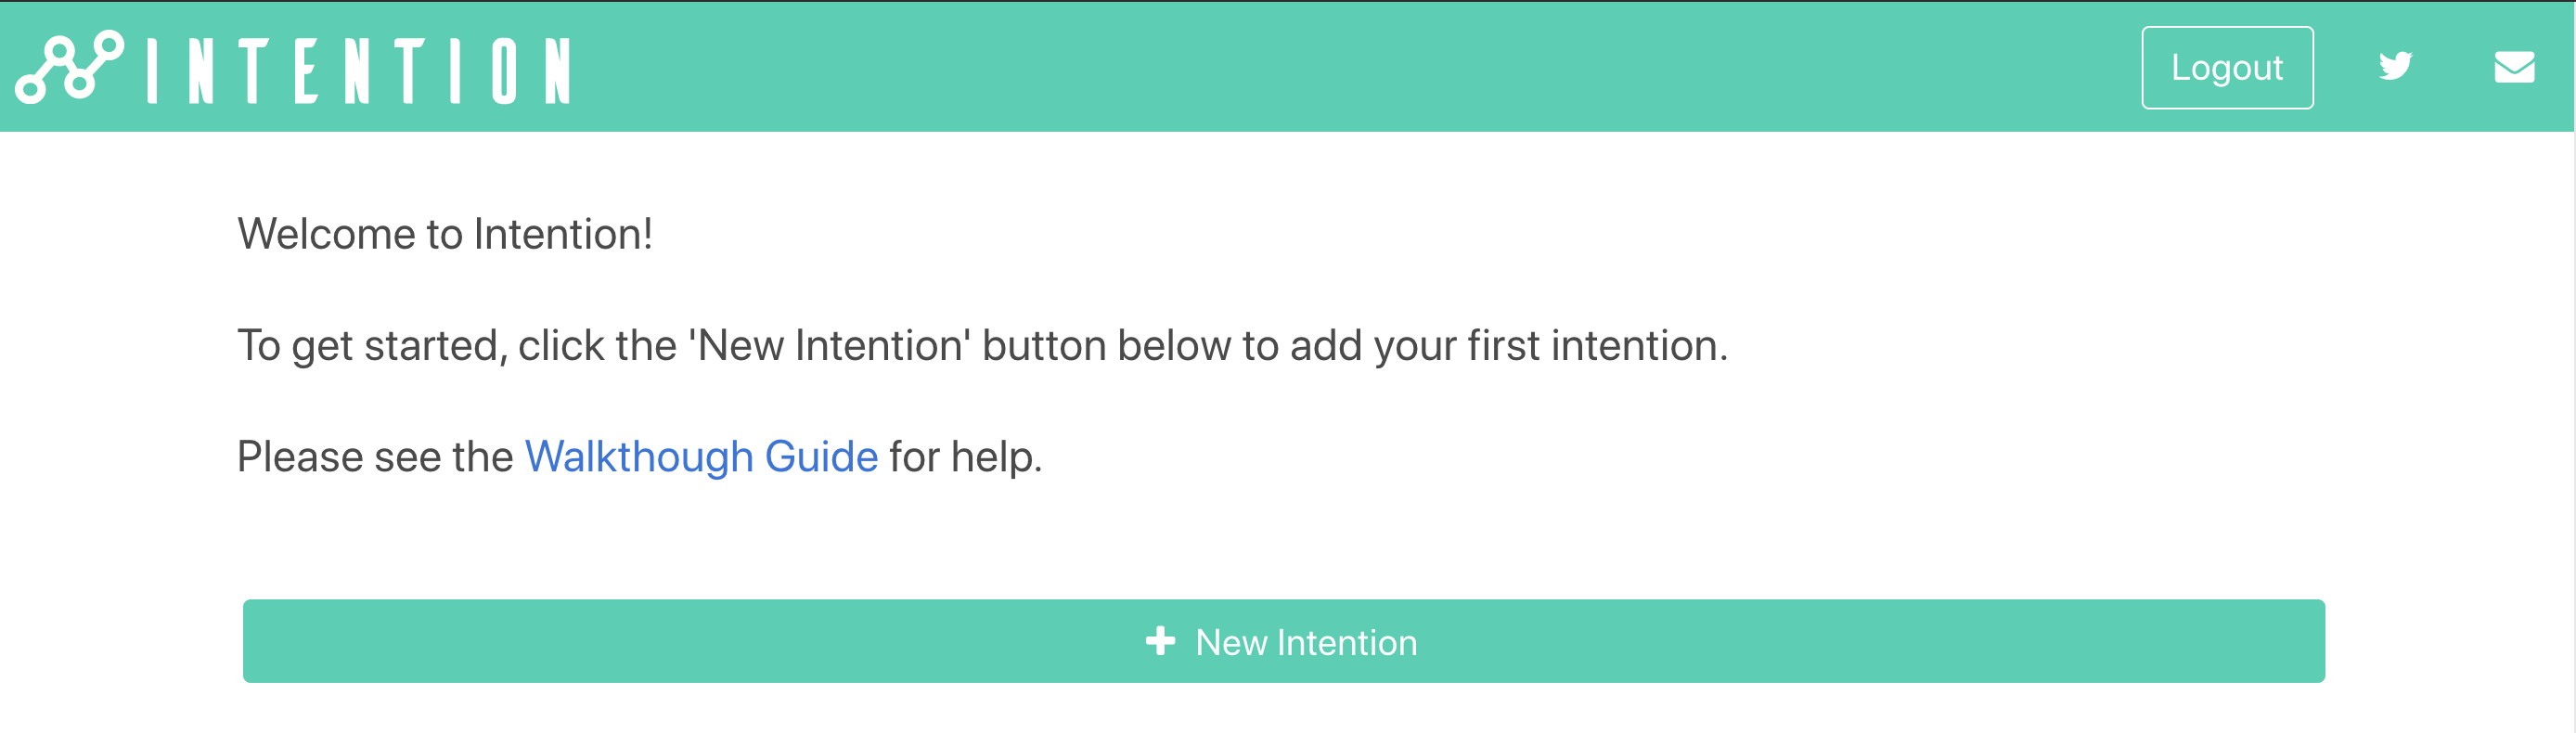 INTENTION
Logout
Welcome to Intention!
To get started, click the 'New Intention' button below to add your first intention.
Please see the Walkthough Guide for help.
New Intention